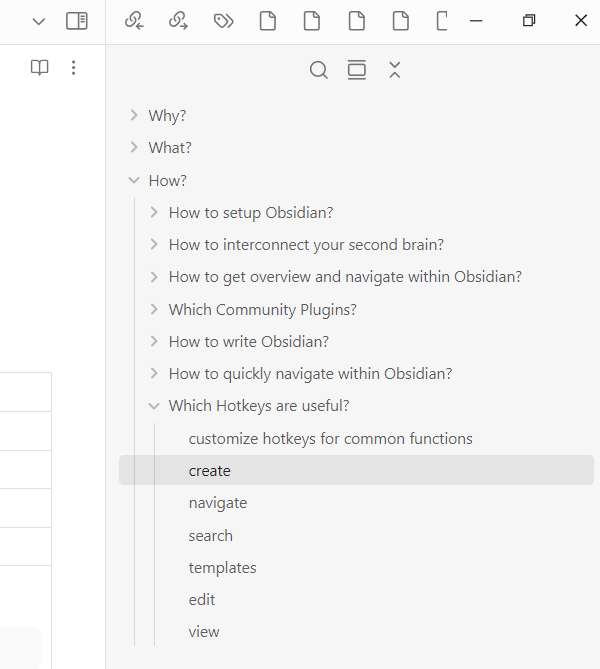 Why?
What?
How?
How to setup Obsidian?
How to interconnect your second brain?
How to get overview and navigate within Obsidian?
Which Community Plugins?
How to write Obsidian?
How to quickly navigate within Obsidian?
Which Hotkeys are useful?
customize hotkeys for common functions
create
navigate
search
templates
edit
view